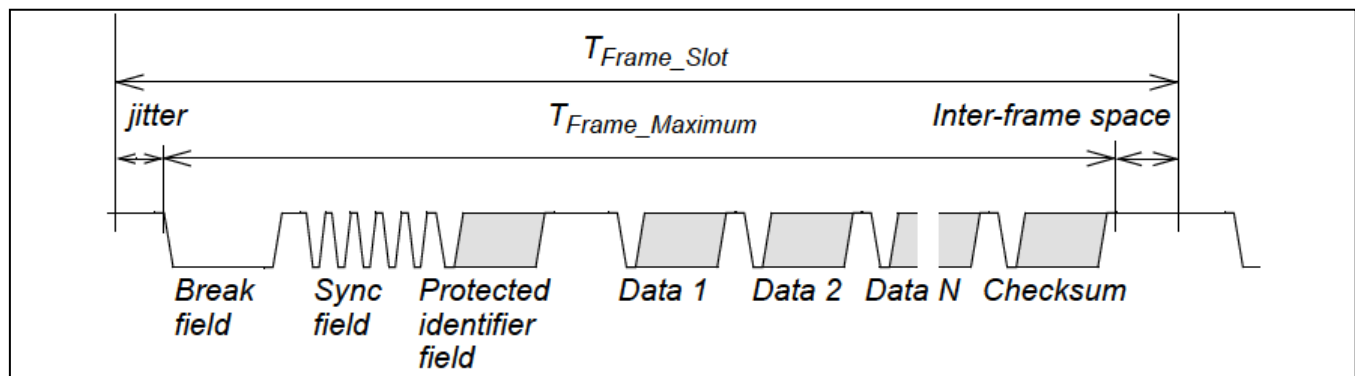 T_Frame_Slot
jitter
T_Frame_Maximum
Inter-frame space
Break
field
Sync
field
Protected
identifier
field
Data 1
Data 2
Data N
Checksum